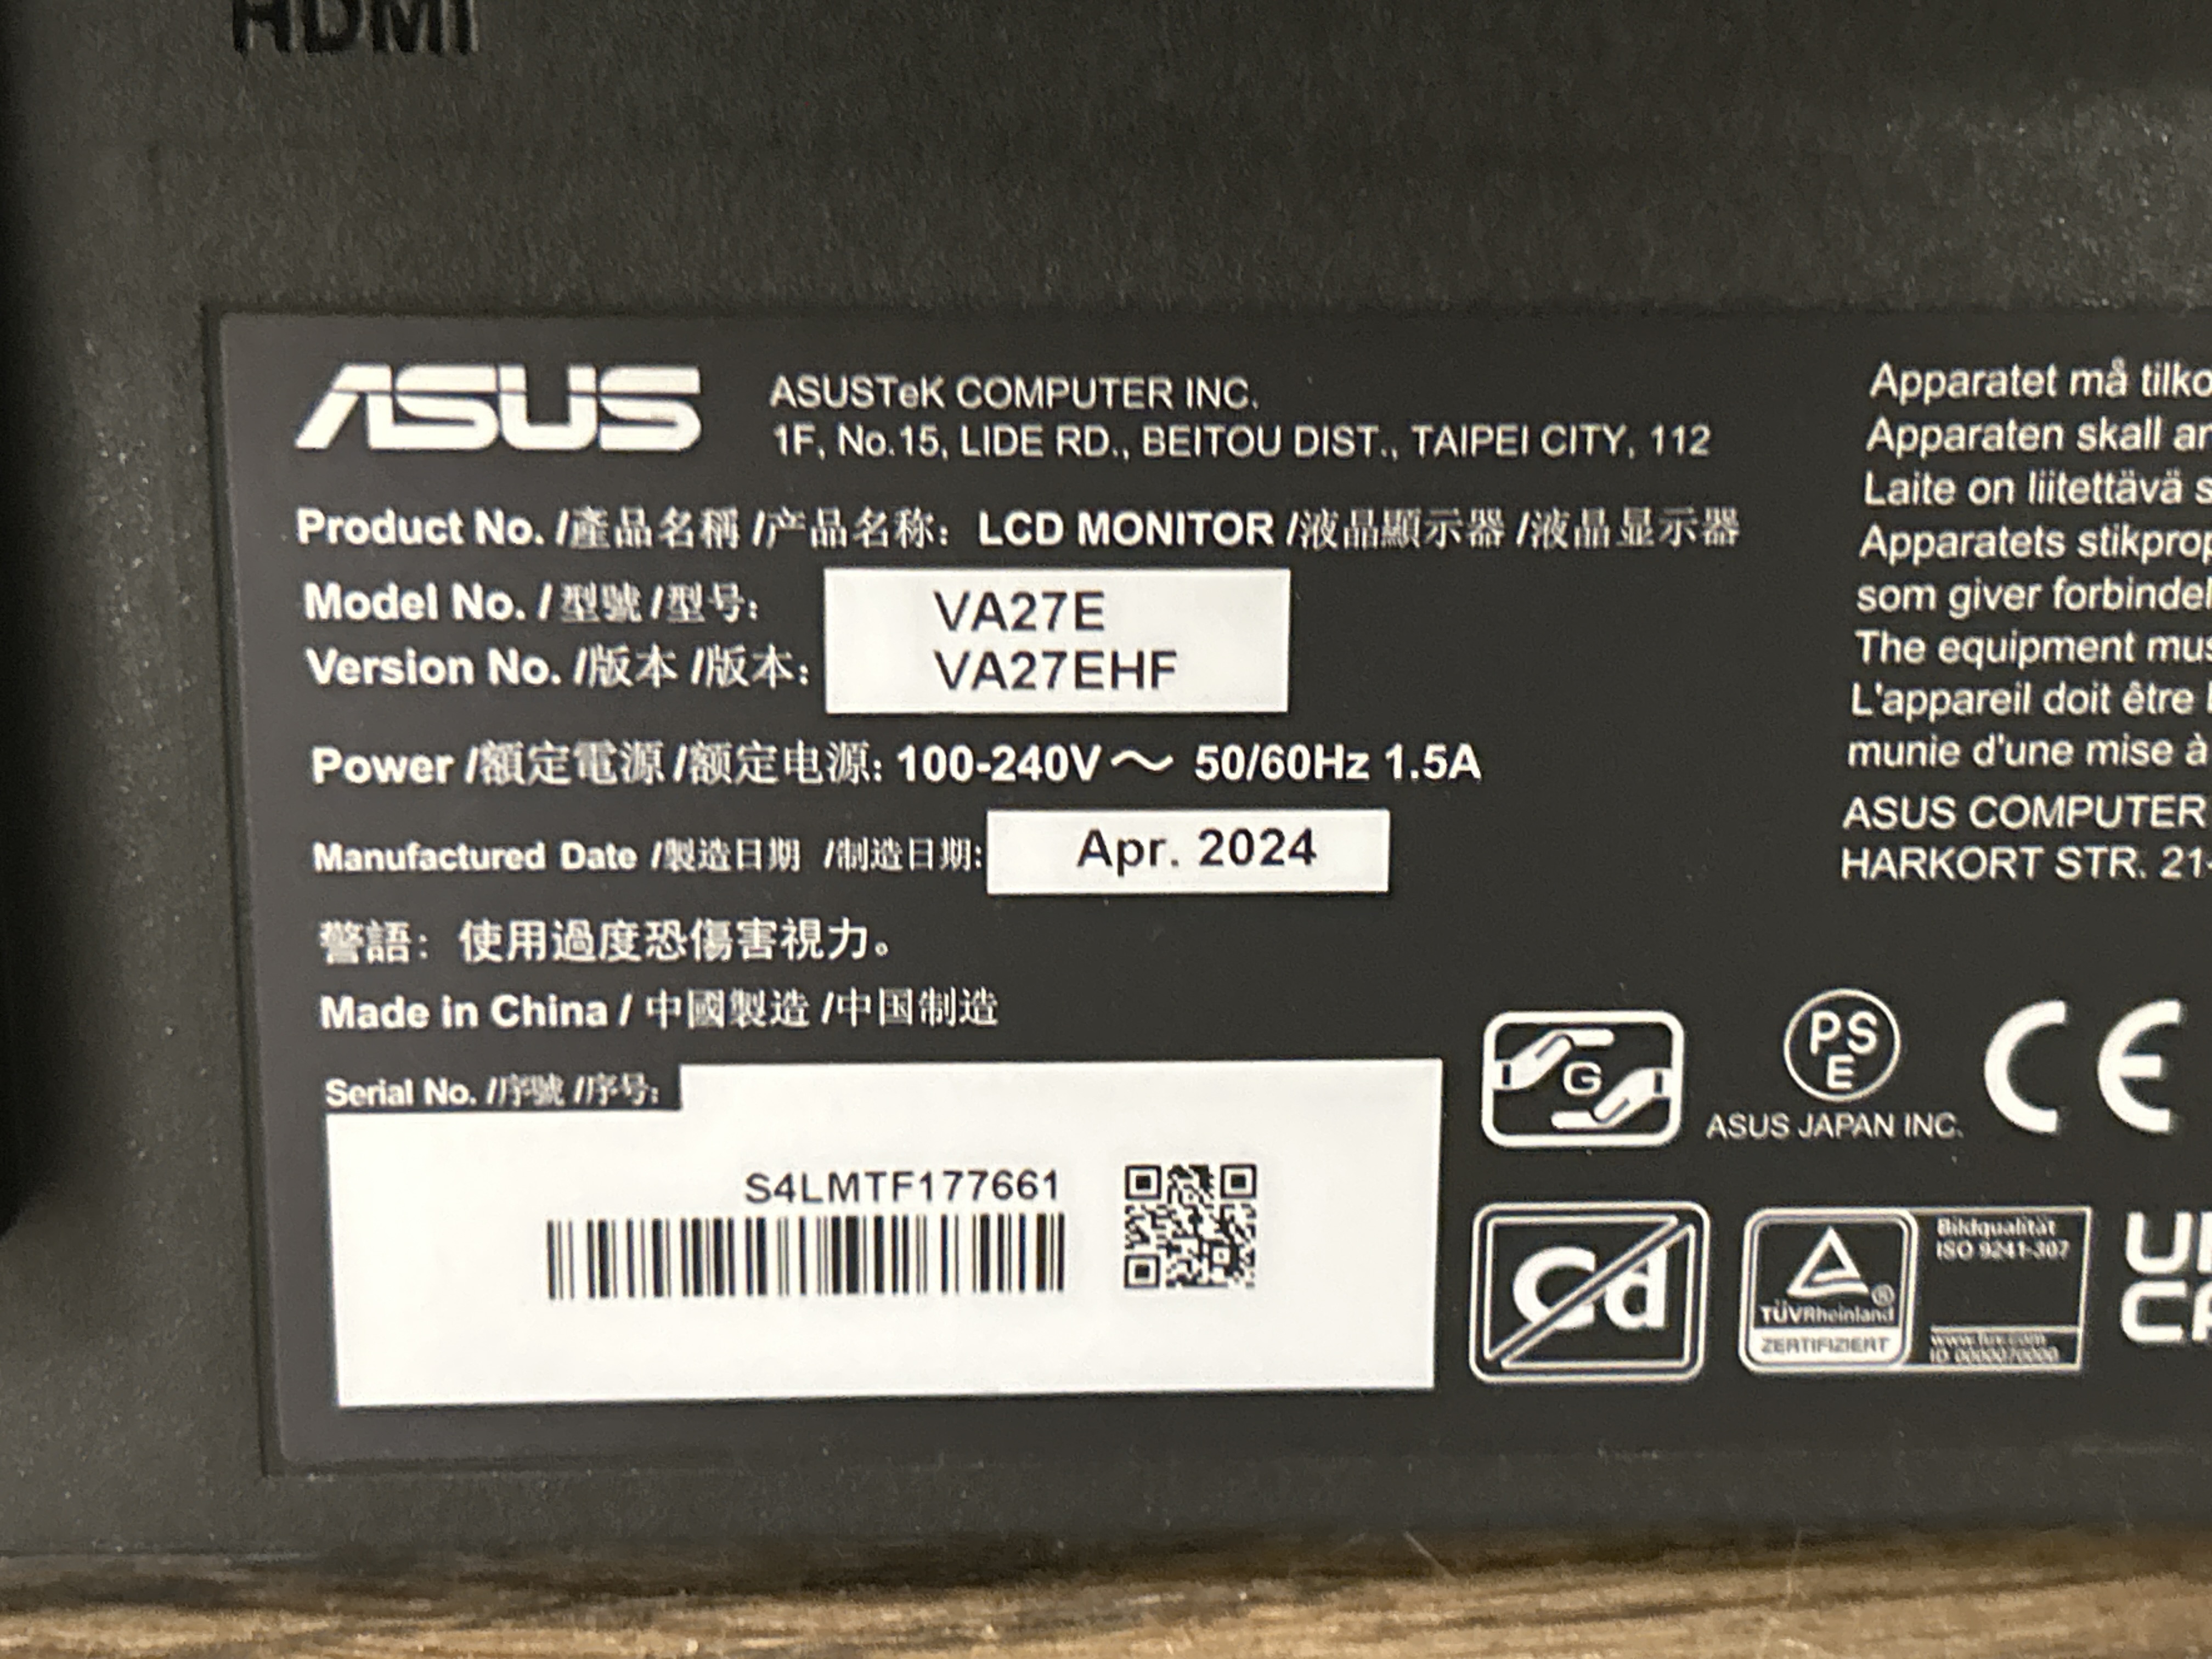 HDMI
ASUS
ASUSTeK COMPUTER INC.
1F, No.15, LIDE RD., BEITOU DIST., TAIPEI CITY, 112
Product No. /產品名稱 /产品名称: LCD MONITOR /液晶顯示器 /液晶显示器
Model No. / 型號 /型号: VA27E
Version No. /版本 /版本: VA27EHF
Power /額定電源 /额定电源: 100-240V～ 50/60Hz 1.5A
Manufactured Date /製造日期 /制造日期: Apr. 2024
警語: 使用過度恐傷害視力。
Made in China / 中國製造 /中国制造
Serial No. /序號 /序号:
S4LMTF177661
Apparatet må
Apparaten skall
Laite on liitettävä
Apparatets
som giver
The equipment
L'appareil doit être
munie d'une mise à
ASUS COMPUTER
HARKORT STR.
G
PS
E
ASUS JAPAN INC.
CE
Cd
TÜVRheinland
ZERTIFIZIERT
Bildqualität
ISO 9241-307
www.tuv.com
ID 0000070000